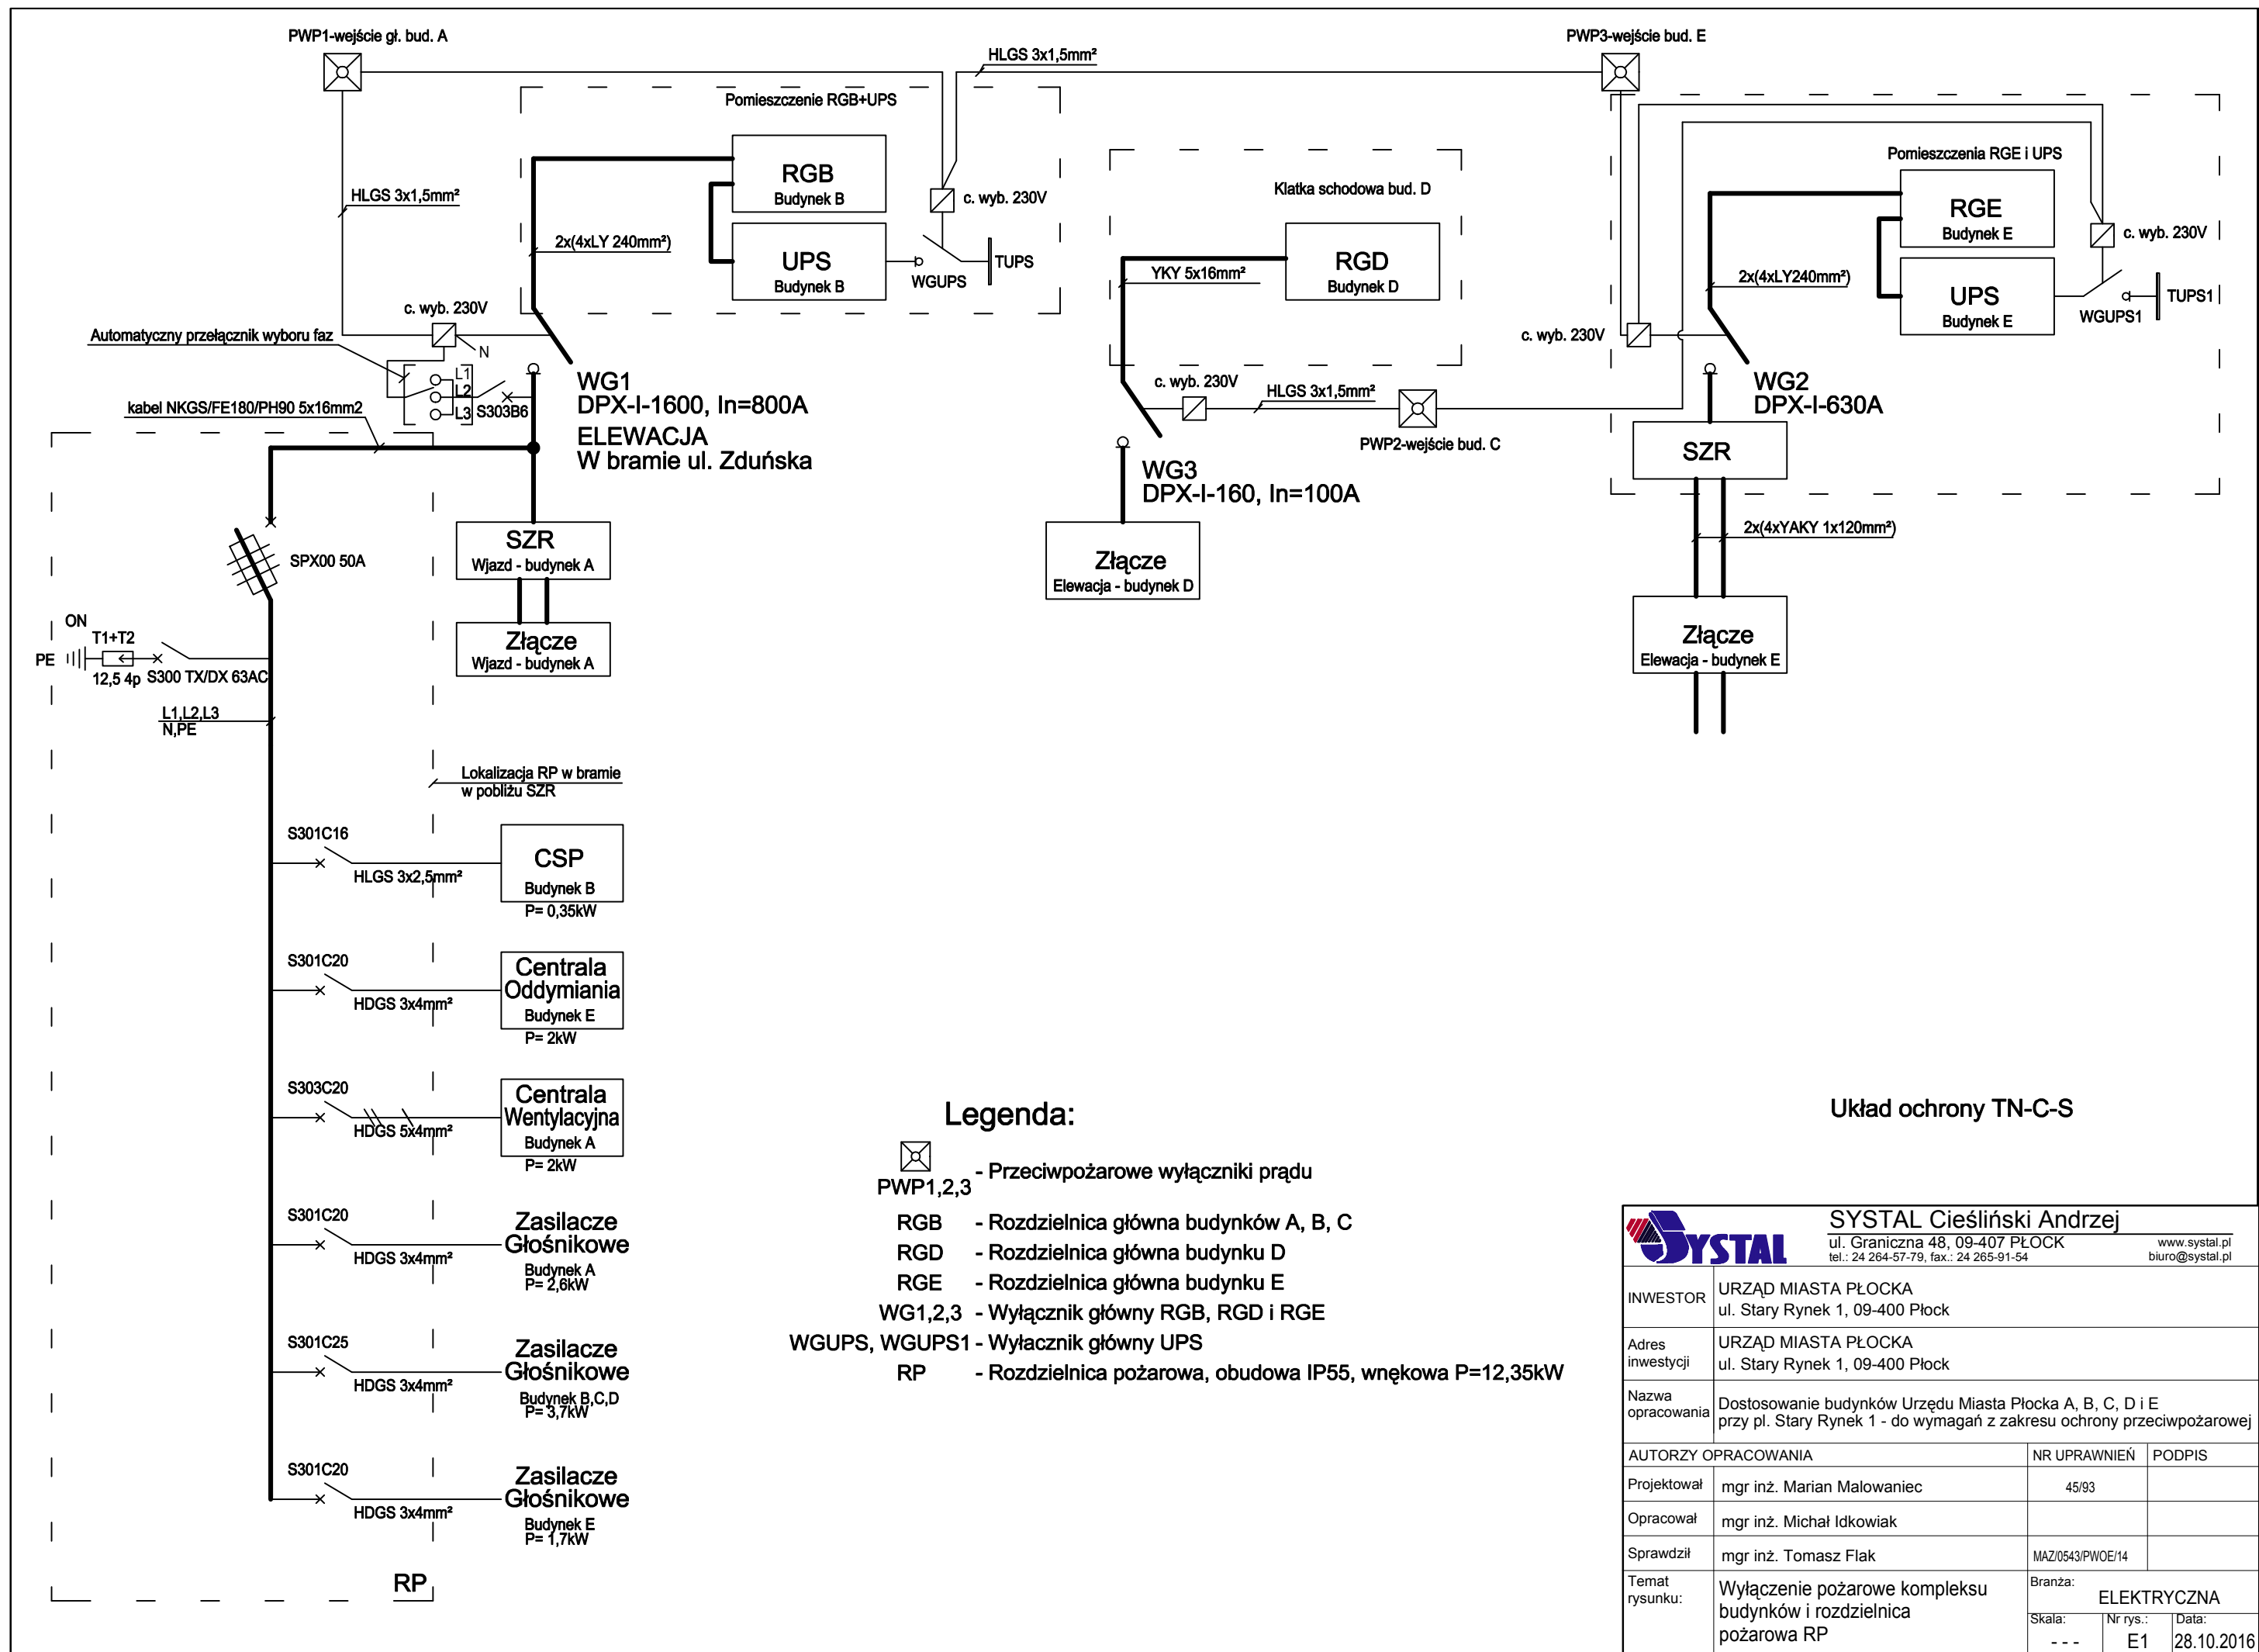 PWP1-wejście gł. bud. A
HLGS 3x1,5mm²
PWP3-wejście bud. E
Pomieszczenie RGB+UPS
RGB
Budynek B
UPS
Budynek B
c. wyb. 230V
WGUPS
TUPS
HLGS 3x1,5mm²
2x(4xLY 240mm²)
c. wyb. 230V
Automatyczny przełącznik wyboru faz
N
L1
L2
L3
S303B6
kabel NKGS/FE180/PH90 5x16mm2
WG1
DPX-I-1600, In=800A
ELEWACJA
W bramie ul. Zduńska
Klatka schodowa bud. D
YKY 5x16mm²
RGD
Budynek D
c. wyb. 230V
HLGS 3x1,5mm²
PWP2-wejście bud. C
WG3
DPX-I-160, In=100A
Złącze
Elewacja - budynek D
Pomieszczenia RGE i UPS
RGE
Budynek E
UPS
Budynek E
c. wyb. 230V
TUPS1
WGUPS1
2x(4xLY240mm²)
c. wyb. 230V
WG2
DPX-I-630A
SZR
2x(4xYAKY 1x120mm²)
Złącze
Elewacja - budynek E
SPX00 50A
SZR
Wjazd - budynek A
Złącze
Wjazd - budynek A
ON
T1+T2
PE
12,5 4p
S300 TX/DX 63AC
L1,L2,L3
N,PE
Lokalizacja RP w bramie
w pobliżu SZR
S301C16
HLGS 3x2,5mm²
CSP
Budynek B
P= 0,35kW
S301C20
HDGS 3x4mm²
Centrala
Oddymiania
Budynek E
P= 2kW
S303C20
HDGS 5x4mm²
Centrala
Wentylacyjna
Budynek A
P= 2kW
S301C20
HDGS 3x4mm²
Zasilacze
Głośnikowe
Budynek A
P= 2,6kW
S301C25
HDGS 3x4mm²
Zasilacze
Głośnikowe
Budynek B,C,D
P= 3,7kW
S301C20
HDGS 3x4mm²
Zasilacze
Głośnikowe
Budynek E
P= 1,7kW
RP
Legenda:
PWP1,2,3 - Przeciwpożarowe wyłączniki prądu
RGB - Rozdzielnica główna budynków A, B, C
RGD - Rozdzielnica główna budynku D
RGE - Rozdzielnica główna budynku E
WG1,2,3 - Wyłącznik główny RGB, RGD i RGE
WGUPS, WGUPS1 - Wyłacznik główny UPS
RP - Rozdzielnica pożarowa, obudowa IP55, wnękowa P=12,35kW
Układ ochrony TN-C-S
SYSTAL
SYSTAL Cieśliński Andrzej
ul. Graniczna 48, 09-407 PŁOCK
www.systal.pl
tel.: 24 264-57-79, fax.: 24 265-91-54
biuro@systal.pl
INWESTOR
URZĄD MIASTA PŁOCKA
ul. Stary Rynek 1, 09-400 Płock
Adres
inwestycji
URZĄD MIASTA PŁOCKA
ul. Stary Rynek 1, 09-400 Płock
Nazwa
opracowania
Dostosowanie budynków Urzędu Miasta Płocka A, B, C, D i E
przy pl. Stary Rynek 1 - do wymagań z zakresu ochrony przeciwpożarowej
AUTORZY OPRACOWANIA
NR UPRAWNIEŃ
PODPIS
Projektował
mgr inż. Marian Malowaniec
45/93
Opracował
mgr inż. Michał Idkowiak
Sprawdził
mgr inż. Tomasz Flak
MAZ/0543/PWOE/14
Temat
rysunku:
Wyłączenie pożarowe kompleksu
budynków i rozdzielnica
pożarowa RP
Branża:
ELEKTRYCZNA
Skala:
- - -
Nr rys.:
E1
Data:
28.10.2016